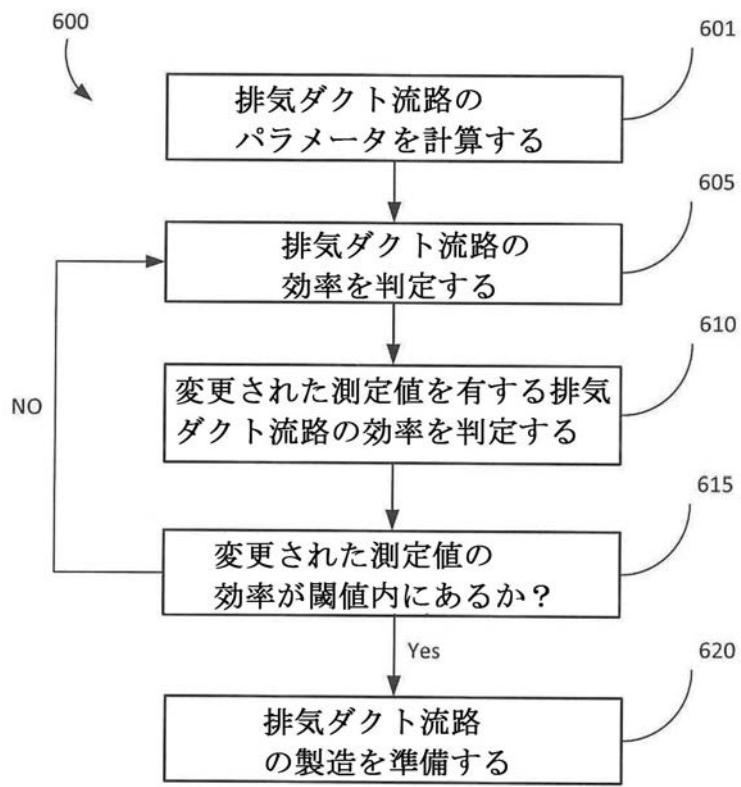 600
601
排気ダクト流路の
パラメータを計算する
605
排気ダクト流路の
効率を判定する
610
変更された測定値を有する排気
ダクト流路の効率を判定する
NO
615
変更された測定値の
効率が閾値内にあるか？
Yes
620
排気ダクト流路
の製造を準備する